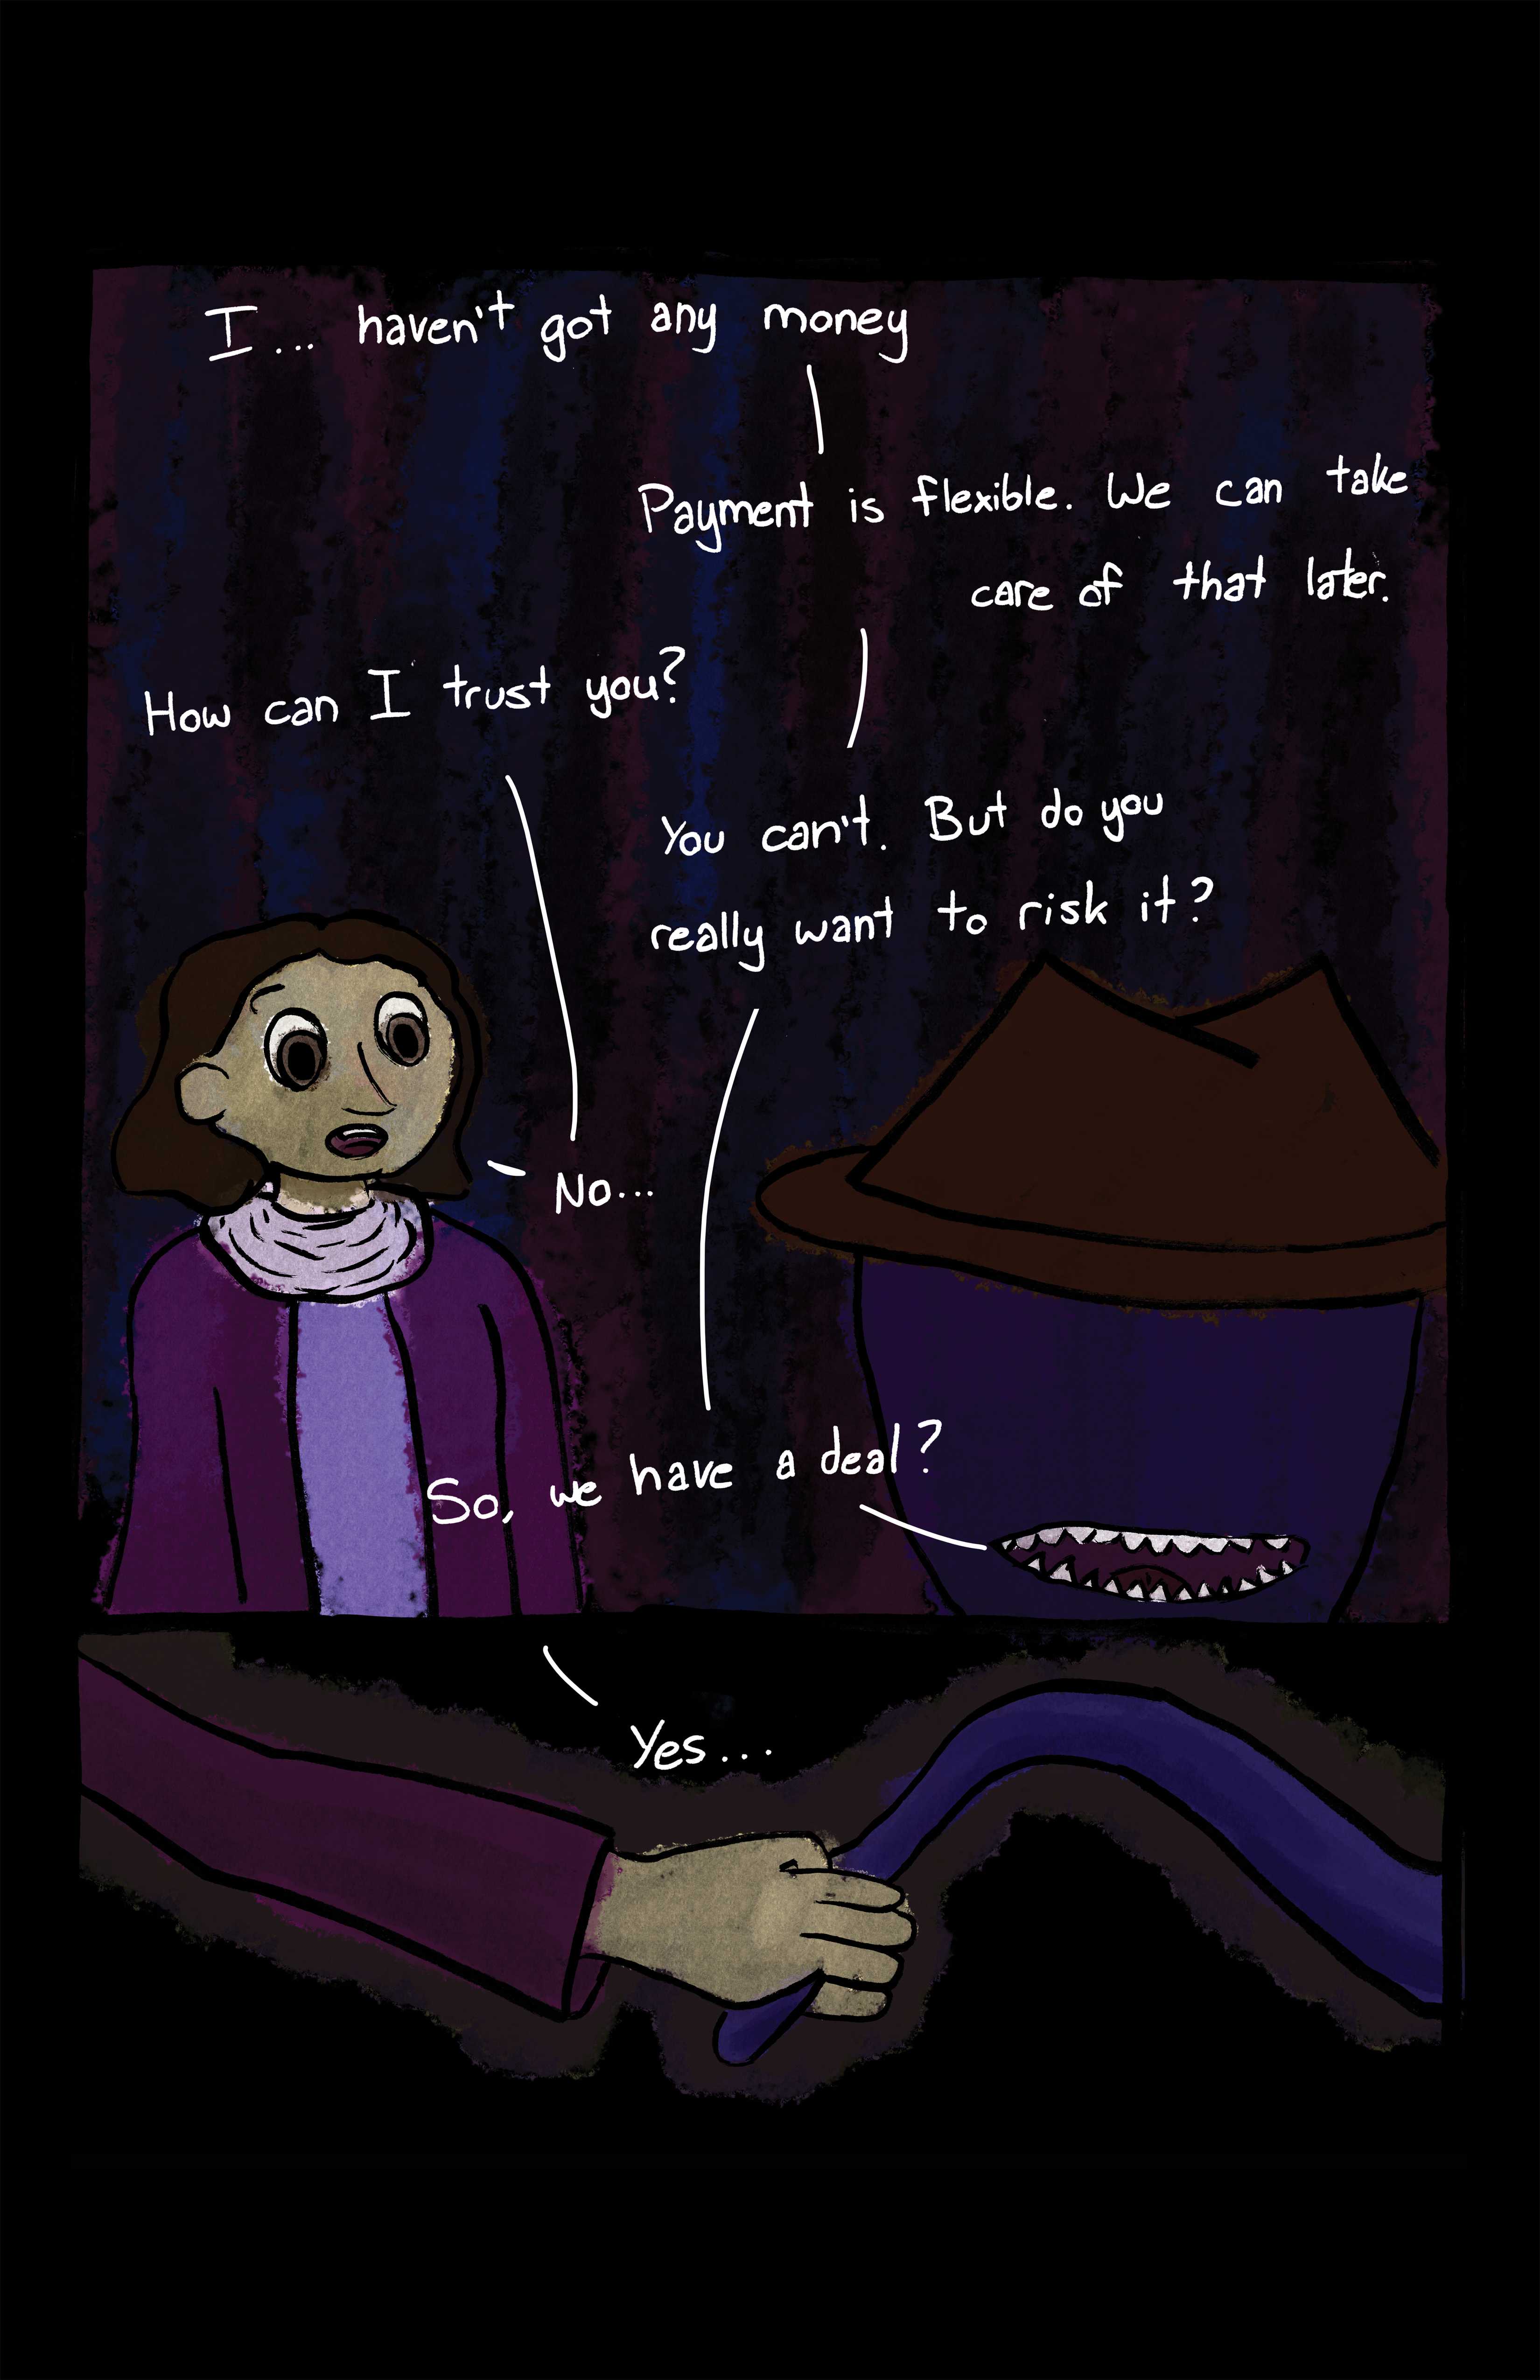 I... haven't got any money
Payment is flexible. We can take
care of that later.
How can I trust you?
You can't. But do you
really want to risk it?
No...
So, we have a deal?
Yes...